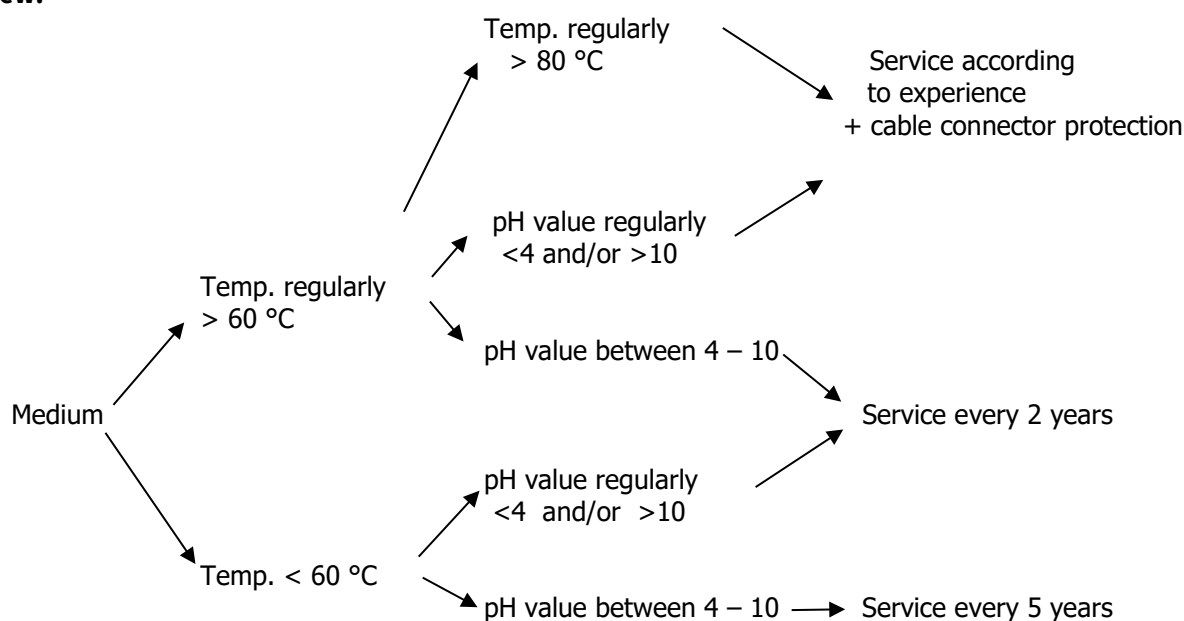 Temp. regularly
> 80 °C
Service according
to experience
+ cable connector protection
pH value regularly
<4 and/or >10
Temp. regularly
> 60 °C
pH value between 4 – 10
Medium
Service every 2 years
pH value regularly
<4 and/or >10
Temp. < 60 °C
pH value between 4 – 10
Service every 5 years